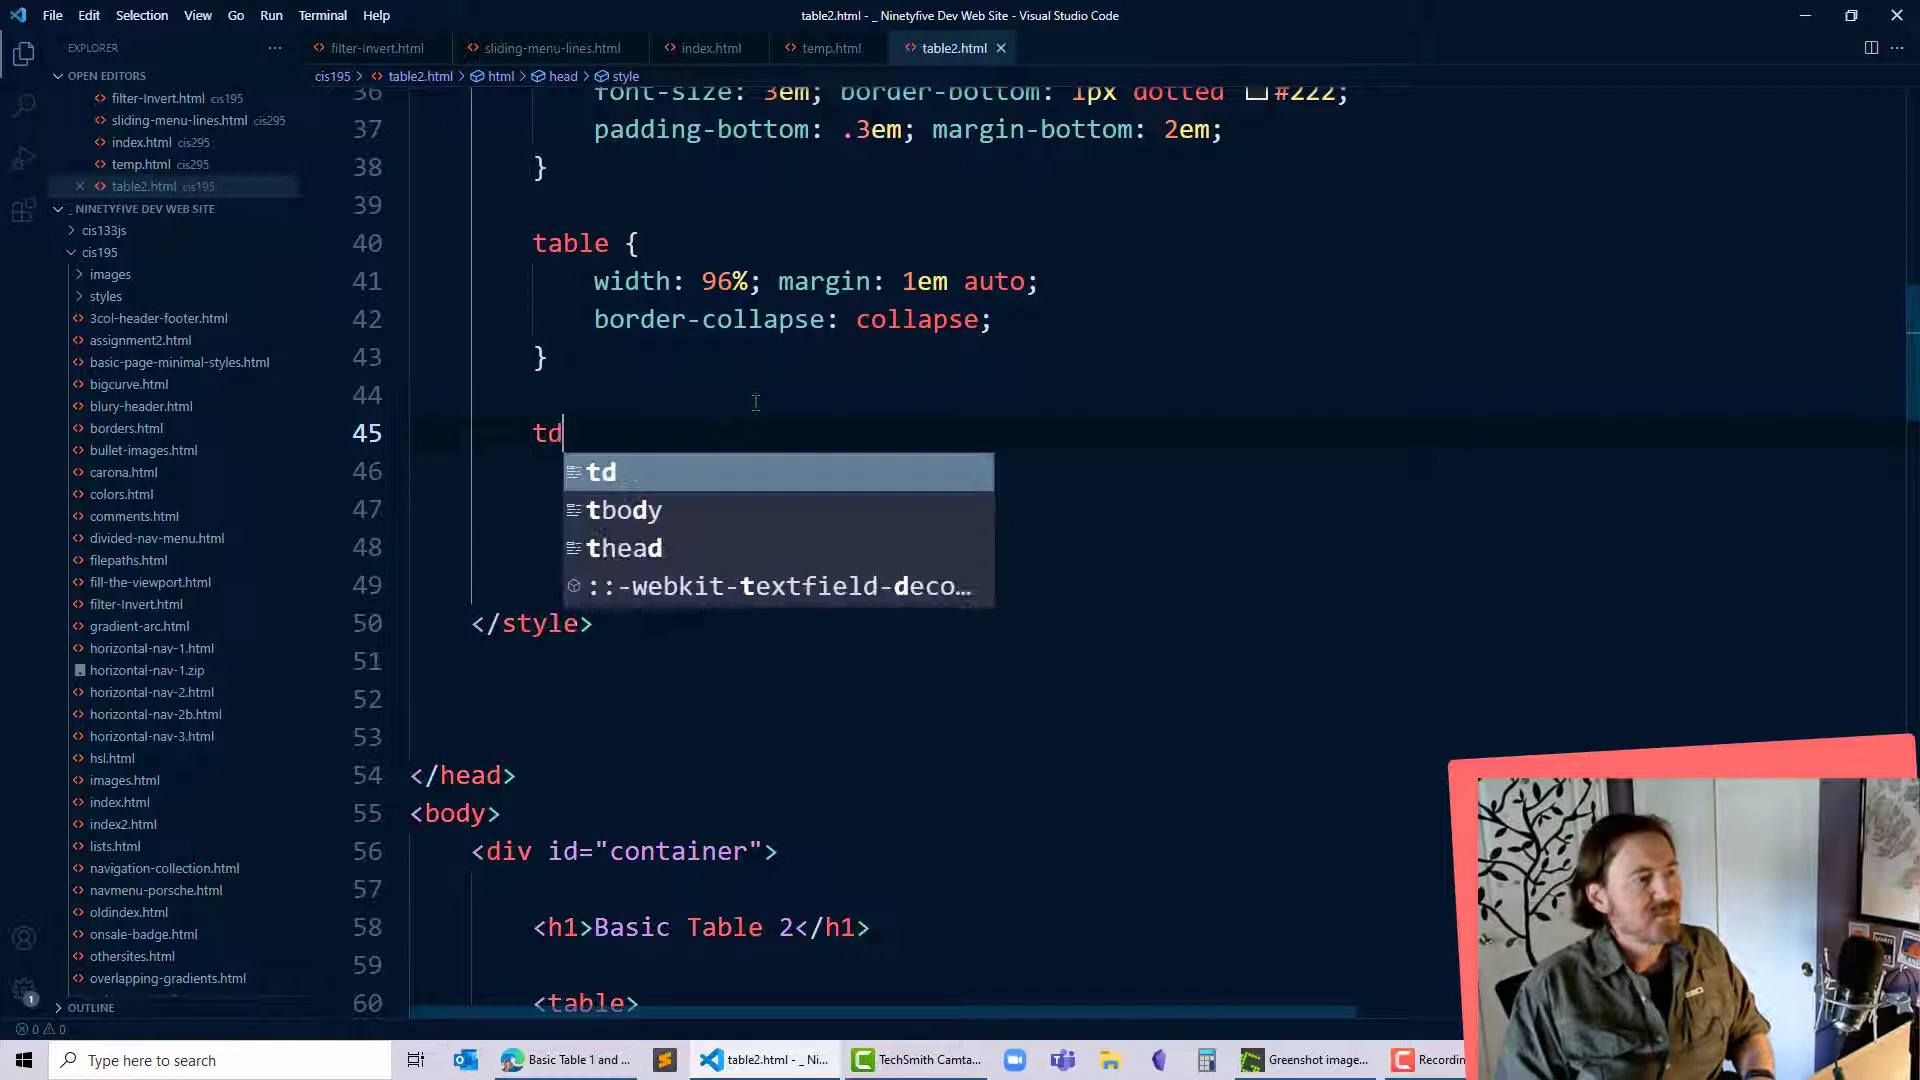 File Edit Selection View Go Run Terminal Help
table2.html - _ Ninetyfive Dev Web Site - Visual Studio Code
EXPLORER
filter-invert.html sliding-menu-lines.html index.html temp.html table2.html
OPEN EDITORS
cis195 > table2.html > html > head > style
filter-invert.html cis195
sliding-menu-lines.html cis295
index.html cis295
temp.html cis295
table2.html cis195
_ NINETYFIVE DEV WEB SITE
cis133js
cis195
images
styles
3col-header-footer.html
assignment2.html
basic-page-minimal-styles.html
bigcurve.html
blury-header.html
borders.html
bullet-images.html
carona.html
colors.html
comments.html
divided-nav-menu.html
filepaths.html
fill-the-viewport.html
filter-invert.html
gradient-arc.html
horizontal-nav-1.html
horizontal-nav-1.zip
horizontal-nav-2.html
horizontal-nav-2b.html
horizontal-nav-3.html
hsl.html
images.html
index.html
index2.html
lists.html
navigation-collection.html
navmenu-porsche.html
oldindex.html
onsale-badge.html
othersites.html
overlapping-gradients.html
OUTLINE
36 font-size: 3em; border-bottom: 1px dotted #222;
37 padding-bottom: .3em; margin-bottom: 2em;
38 }
39
40 table {
41 width: 96%; margin: 1em auto;
42 border-collapse: collapse;
43 }
44
45 td
46
47
48
49
td
tbody
thead
::-webkit-textfield-deco…
50 </style>
51
52
53
54 </head>
55 <body>
56 <div id="container">
57
58 <h1>Basic Table 2</h1>
59
60 <table>
1
0 0
Type here to search
Basic Table 1 and ...
table2.html - _ Ni...
TechSmith Camta...
Greenshot image...
Recording